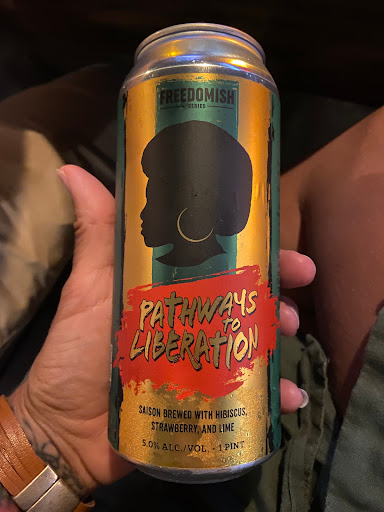 FREEDOMISH
SERIES
PATHWAYS
TO
LIBERATION
SAISON BREWED WITH HIBISCUS,
STRAWBERRY, AND LIME
5.0% ALC./VOL. - 1 PINT